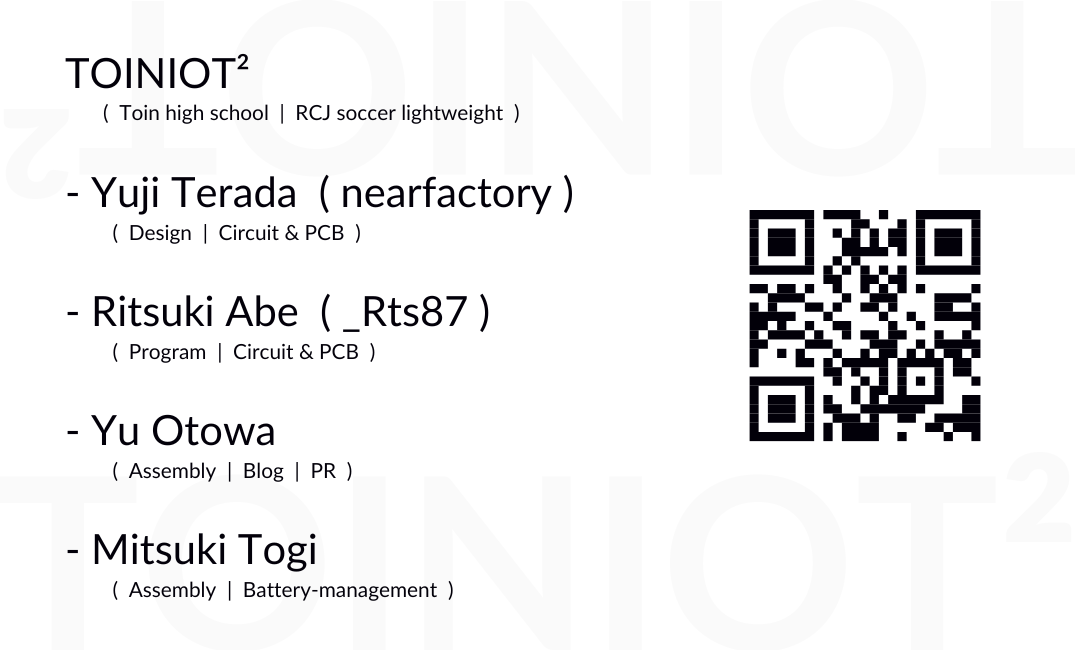 TOINIOT²
( Toin high school | RCJ soccer lightweight )
- Yuji Terada ( nearfactory )
( Design | Circuit & PCB )
- Ritsuki Abe ( _Rts87 )
( Program | Circuit & PCB )
- Yu Otowa
( Assembly | Blog | PR )
- Mitsuki Togi
( Assembly | Battery-management )
TOINIOT²
TOINIOT²